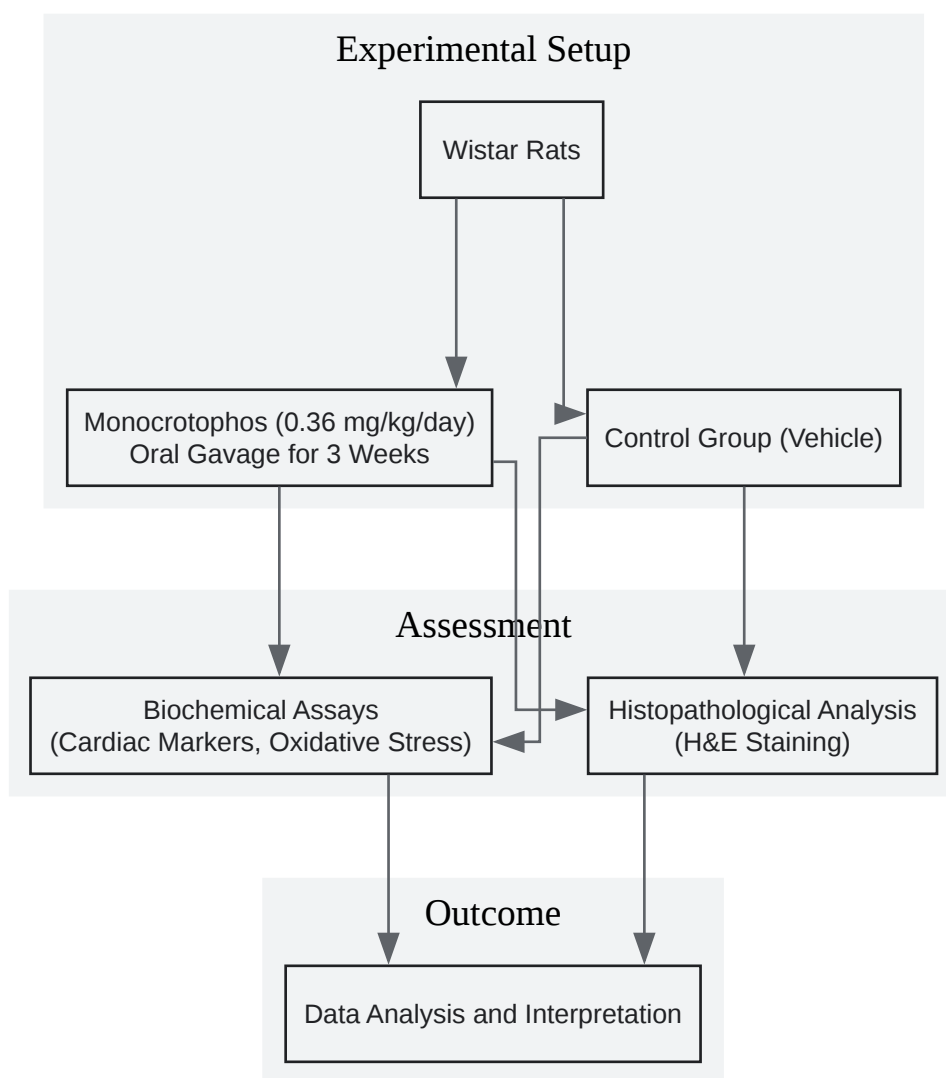 Experimental Setup
Wistar Rats
Monocrotophos (0.36 mg/kg/day)
Oral Gavage for 3 Weeks
Control Group (Vehicle)
Assessment
Biochemical Assays
(Cardiac Markers, Oxidative Stress)
Histopathological Analysis
(H&E Staining)
Outcome
Data Analysis and Interpretation